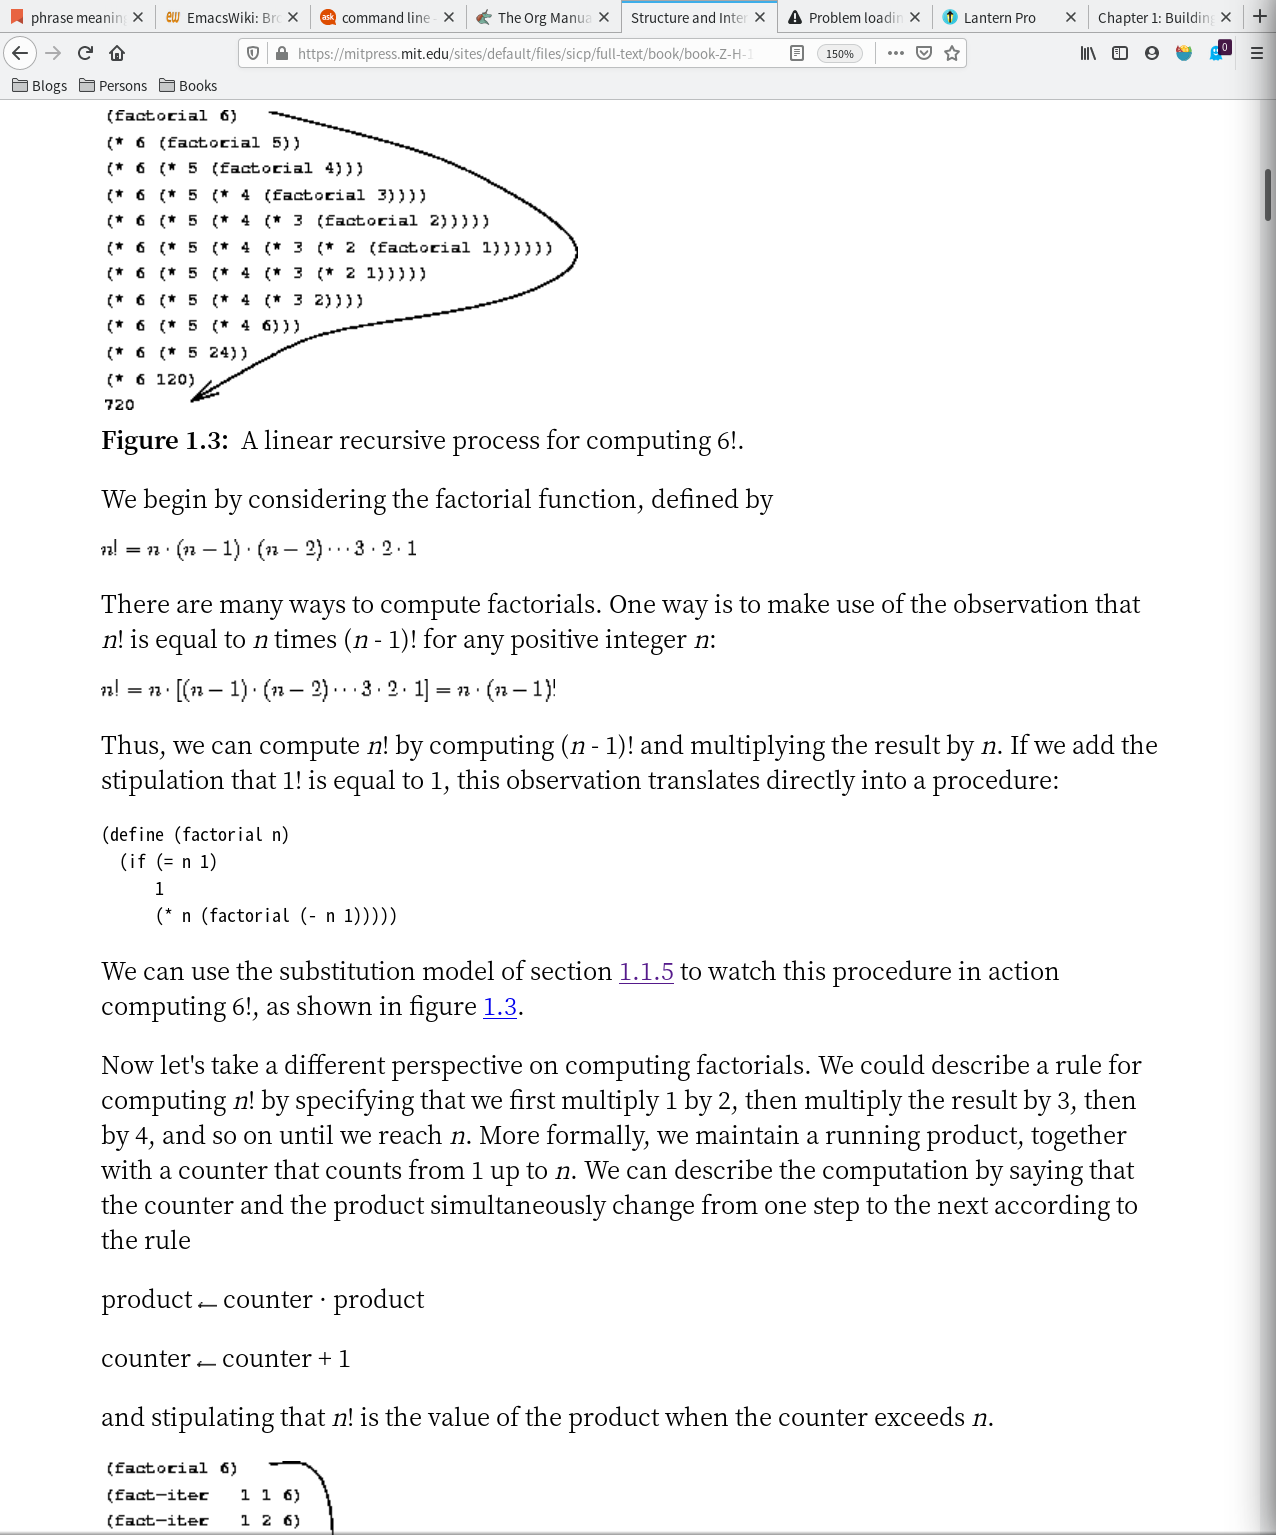 phrase meanin
EmacsWiki: Bro
command line
The Org Manua
Structure and Inter
Problem loadin
Lantern Pro
Chapter 1: Building
https://mitpress.mit.edu/sites/default/files/sicp/full-text/book/book-Z-H-1
150%
0
Blogs
Persons
Books
(factorial 6)
(* 6 (factorial 5))
(* 6 (* 5 (factorial 4)))
(* 6 (* 5 (* 4 (factorial 3))))
(* 6 (* 5 (* 4 (* 3 (factorial 2)))))
(* 6 (* 5 (* 4 (* 3 (* 2 (factorial 1))))))
(* 6 (* 5 (* 4 (* 3 (* 2 1)))))
(* 6 (* 5 (* 4 (* 3 2))))
(* 6 (* 5 (* 4 6)))
(* 6 (* 5 24))
(* 6 120)
720
Figure 1.3: A linear recursive process for computing 6!.
We begin by considering the factorial function, defined by
n! = n · (n − 1) · (n − 2) ··· 3 · 2 · 1
There are many ways to compute factorials. One way is to make use of the observation that
n! is equal to n times (n - 1)! for any positive integer n:
n! = n · [(n − 1) · (n − 2) ··· 3 · 2 · 1] = n · (n − 1)!
Thus, we can compute n! by computing (n - 1)! and multiplying the result by n. If we add the
stipulation that 1! is equal to 1, this observation translates directly into a procedure:
(define (factorial n)
(if (= n 1)
1
(* n (factorial (- n 1)))))
We can use the substitution model of section 1.1.5 to watch this procedure in action
computing 6!, as shown in figure 1.3.
Now let's take a different perspective on computing factorials. We could describe a rule for
computing n! by specifying that we first multiply 1 by 2, then multiply the result by 3, then
by 4, and so on until we reach n. More formally, we maintain a running product, together
with a counter that counts from 1 up to n. We can describe the computation by saying that
the counter and the product simultaneously change from one step to the next according to
the rule
product ← counter · product
counter ← counter + 1
and stipulating that n! is the value of the product when the counter exceeds n.
(factorial 6)
(fact-iter 1 1 6)
(fact-iter 1 2 6)